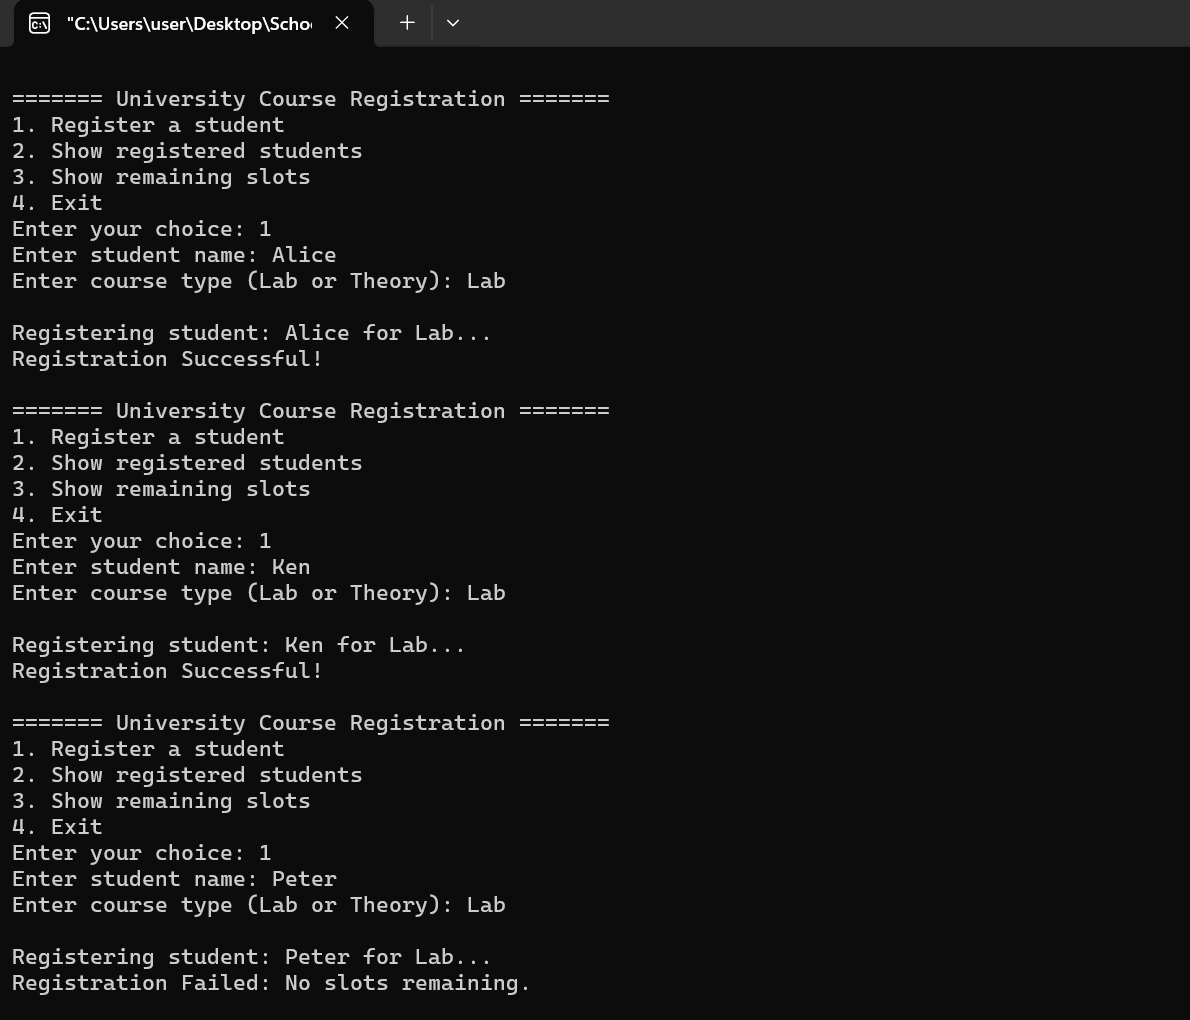 "C:\Users\user\Desktop\Schoo
======= University Course Registration =======
1. Register a student
2. Show registered students
3. Show remaining slots
4. Exit
Enter your choice: 1
Enter student name: Alice
Enter course type (Lab or Theory): Lab
Registering student: Alice for Lab...
Registration Successful!
======= University Course Registration =======
1. Register a student
2. Show registered students
3. Show remaining slots
4. Exit
Enter your choice: 1
Enter student name: Ken
Enter course type (Lab or Theory): Lab
Registering student: Ken for Lab...
Registration Successful!
======= University Course Registration =======
1. Register a student
2. Show registered students
3. Show remaining slots
4. Exit
Enter your choice: 1
Enter student name: Peter
Enter course type (Lab or Theory): Lab
Registering student: Peter for Lab...
Registration Failed: No slots remaining.